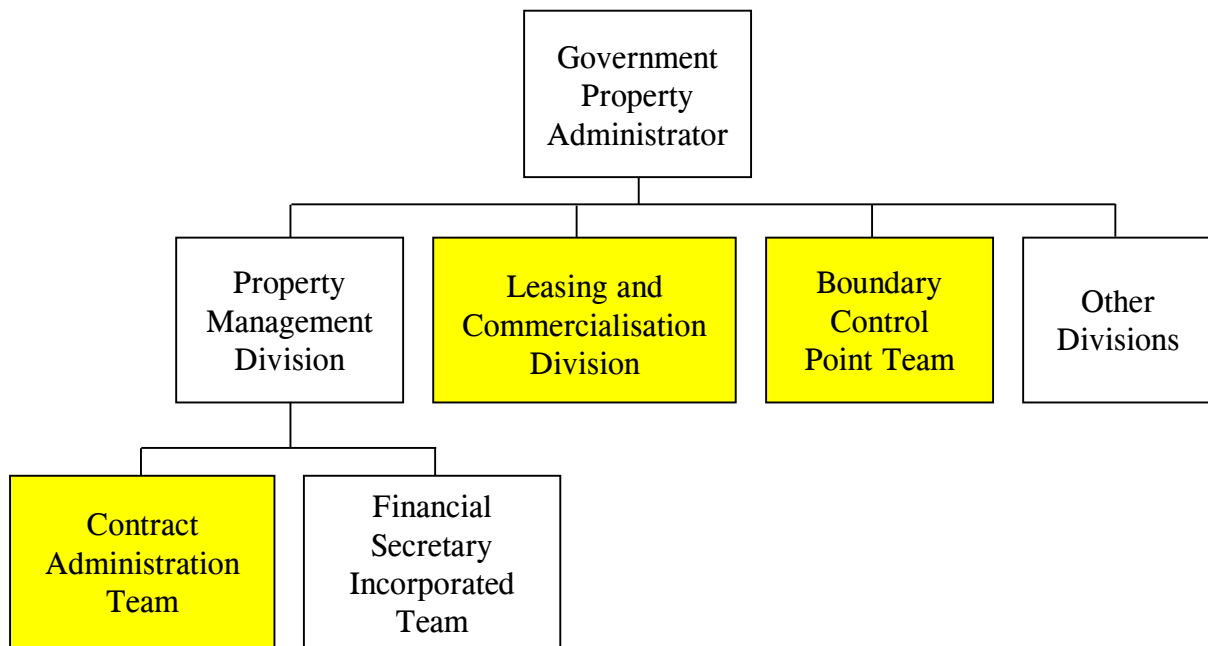 Government
Property
Administrator
Property
Management
Division
Leasing and
Commercialisation
Division
Boundary
Control
Point Team
Other
Divisions
Contract
Administration
Team
Financial
Secretary
Incorporated
Team